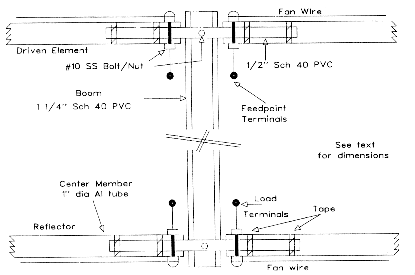 Fan Wire
Driven Element
#10 SS Bolt/Nut
1/2" Sch 40 PVC
Boom
1 1/4" Sch 40 PVC
Feedpoint
Terminals
See text
for dimensions
Center Member
1" dia Al tube
Load
Terminals
Tape
Reflector
Fan wire